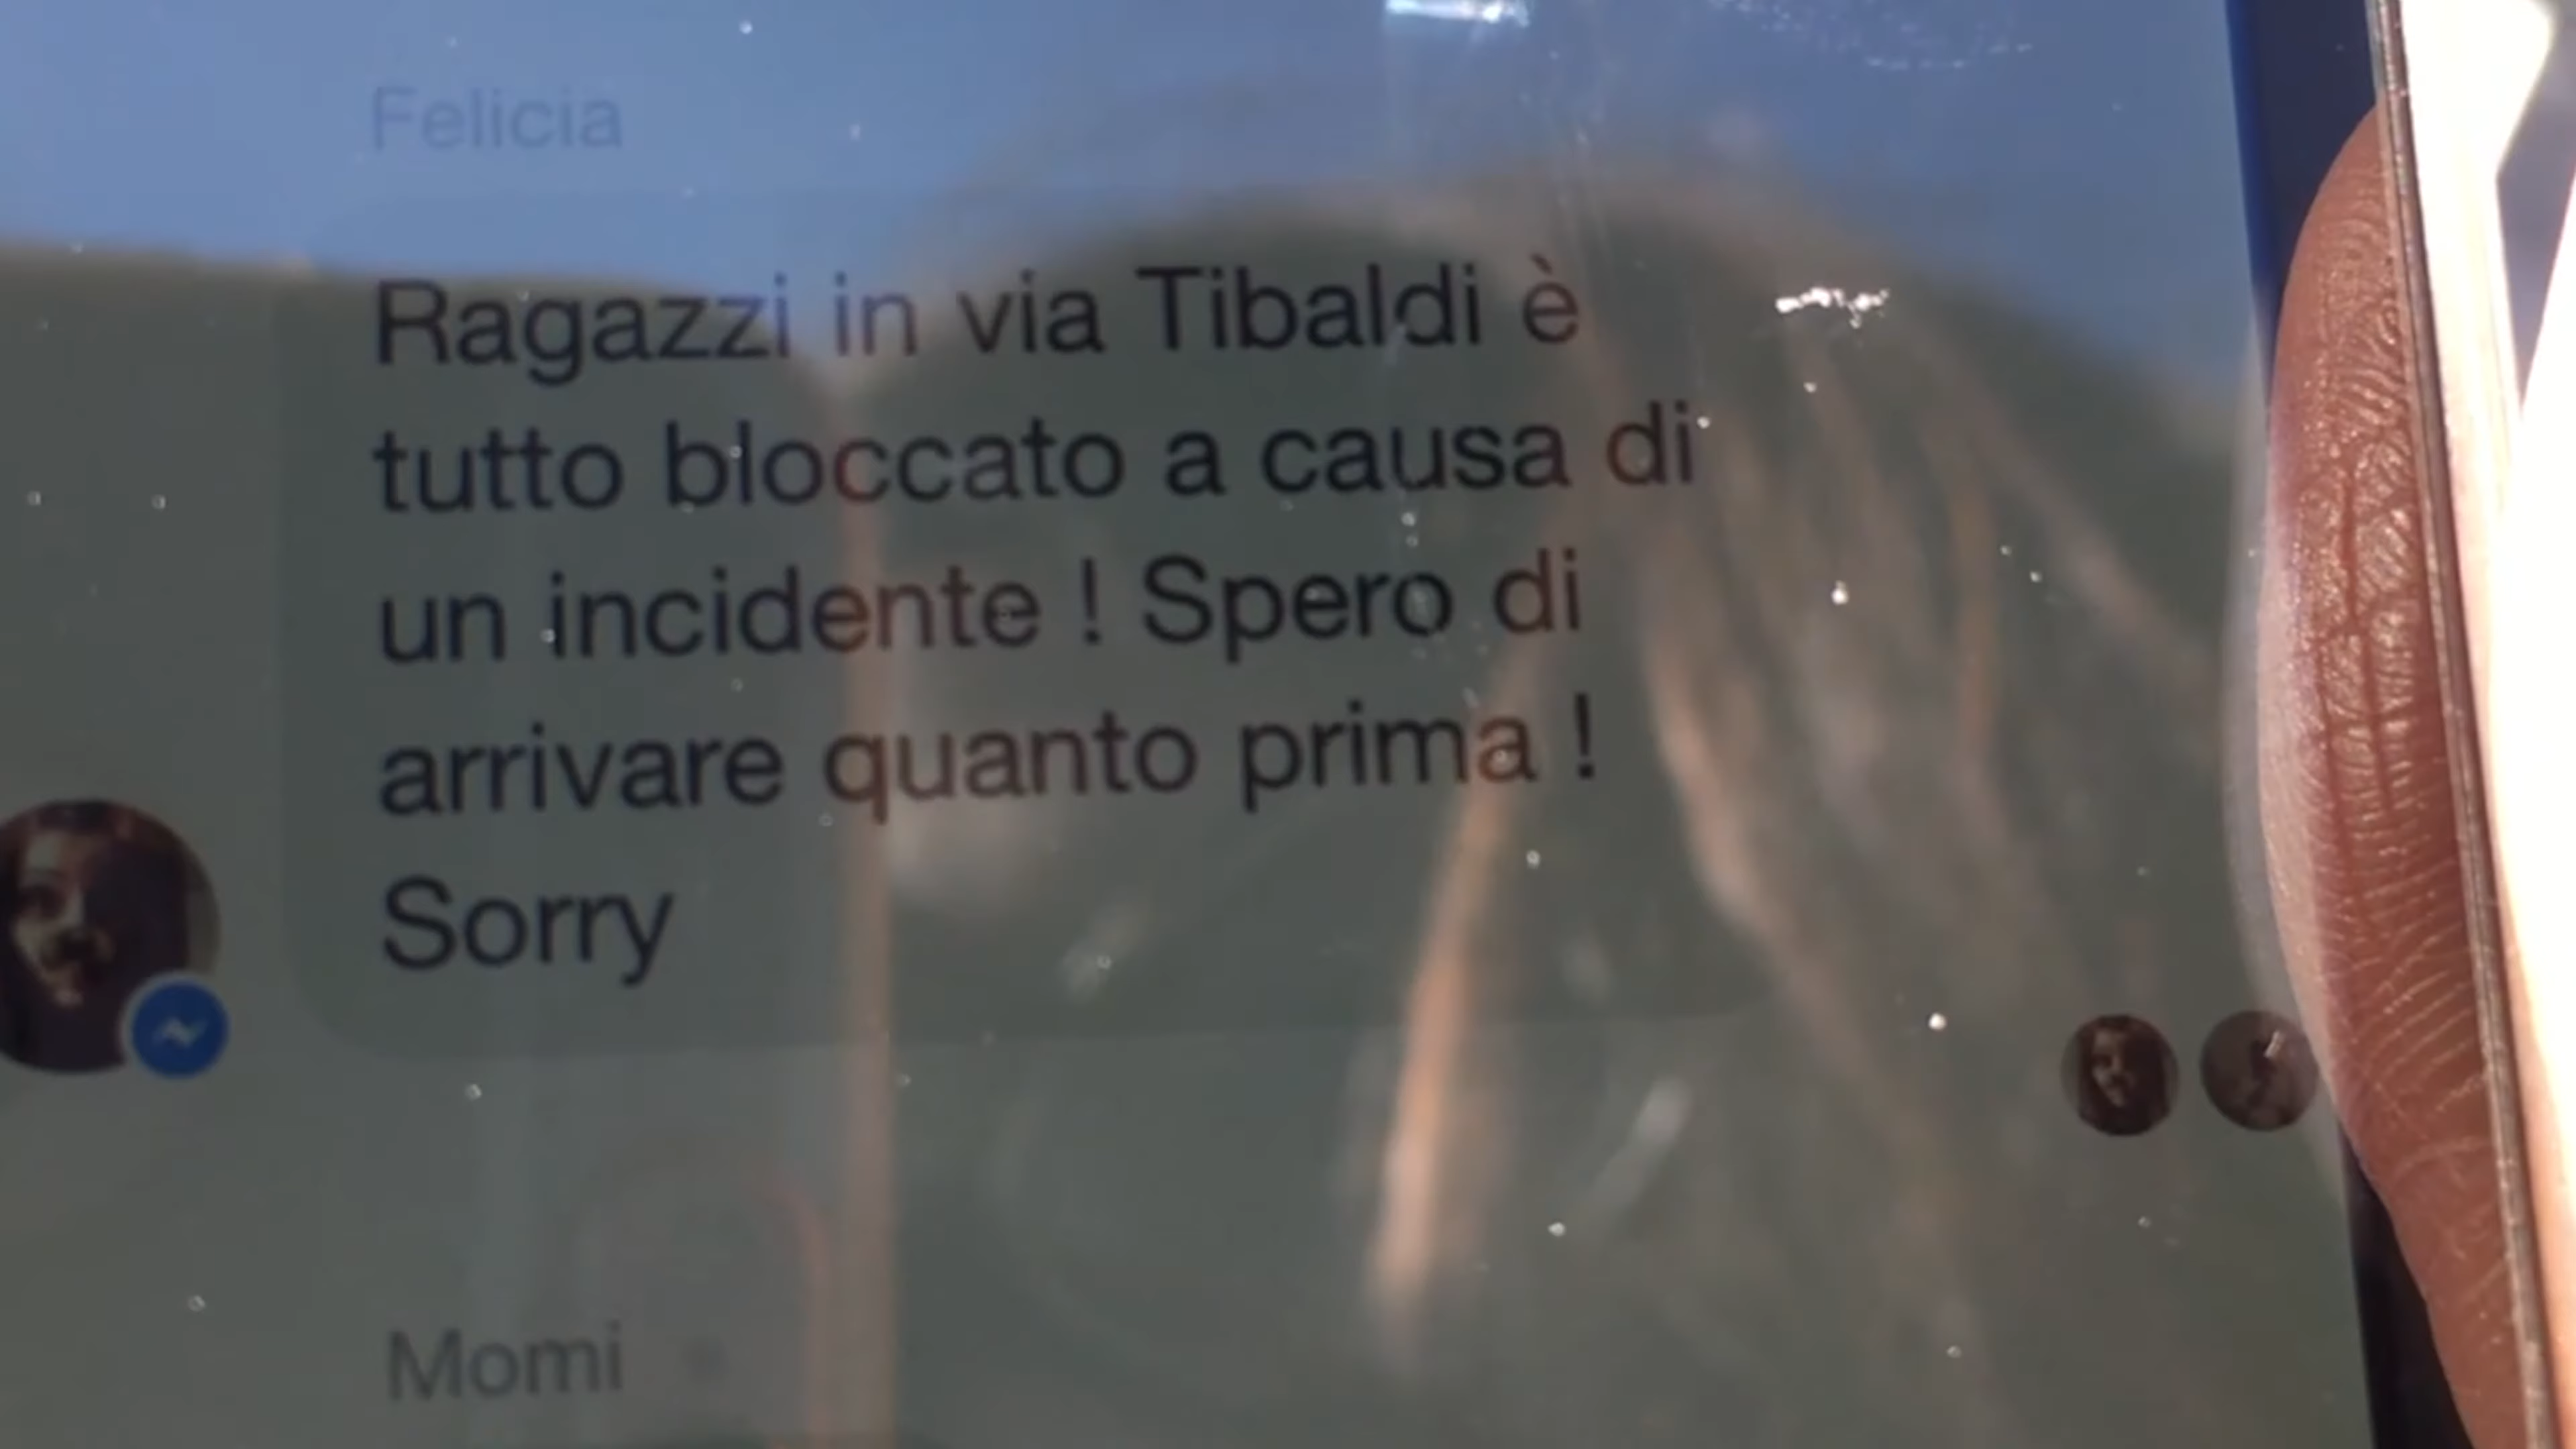 Felicia
Ragazzi in via Tibaldi è
tutto bloccato a causa di
un incidente ! Spero di
arrivare quanto prima !
Sorry
Momi